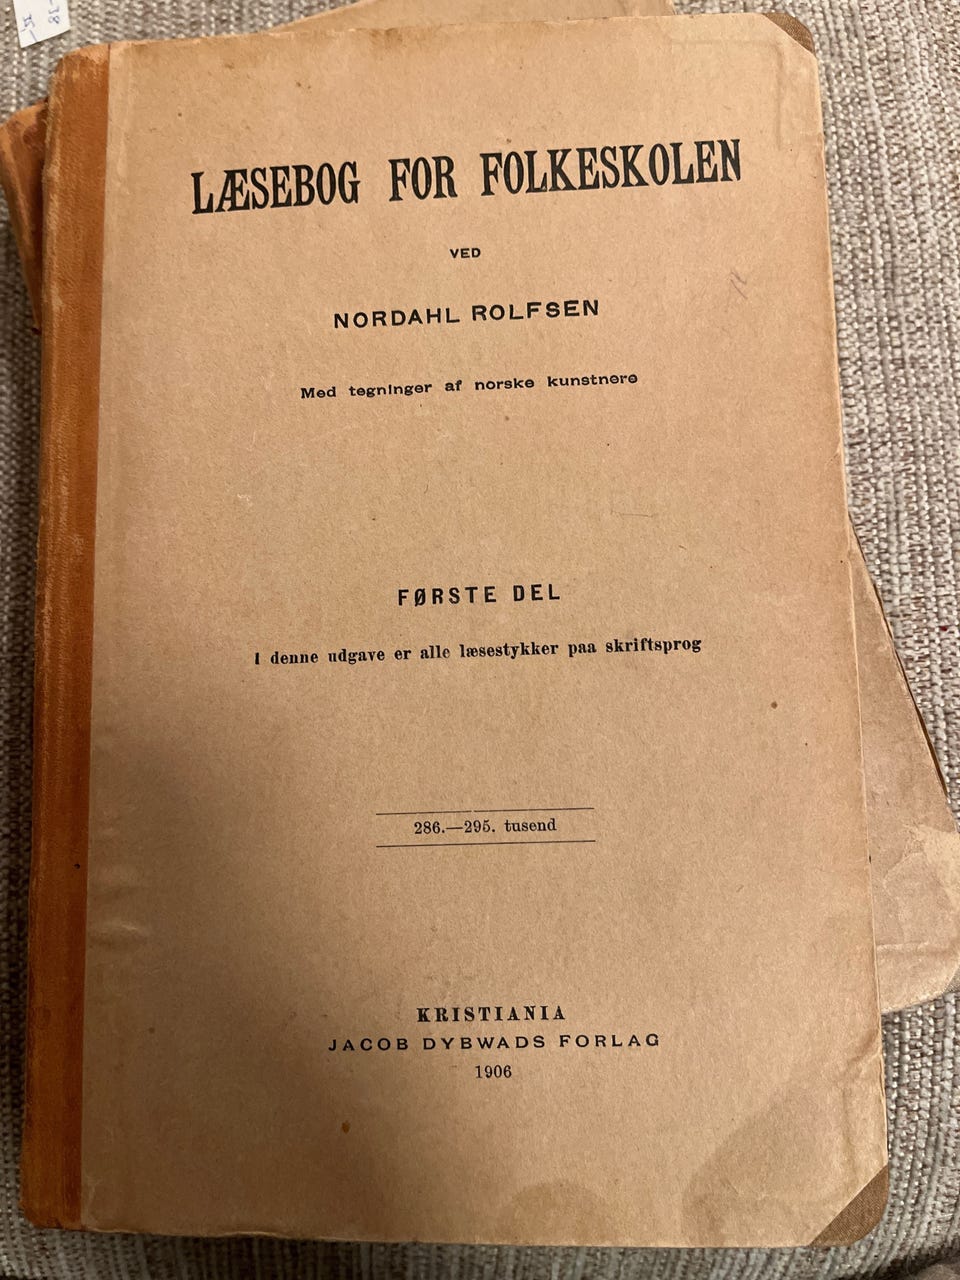 LÆSEBOG FOR FOLKESKOLEN
VED
NORDAHL ROLFSEN
Med tegninger af norske kunstnere
FØRSTE DEL
I denne udgave er alle læsestykker paa skriftsprog
286.—295. tusend
KRISTIANIA
JACOB DYBWADS FORLAG
1906